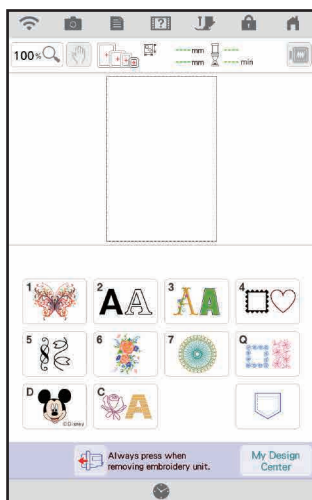 100%
---- mm
---- mm
---- min
1
2
AA
3
AA
4
5
6
7
Q
D
©Disney
C
A
Always press when
removing embroidery unit.
My Design
Center